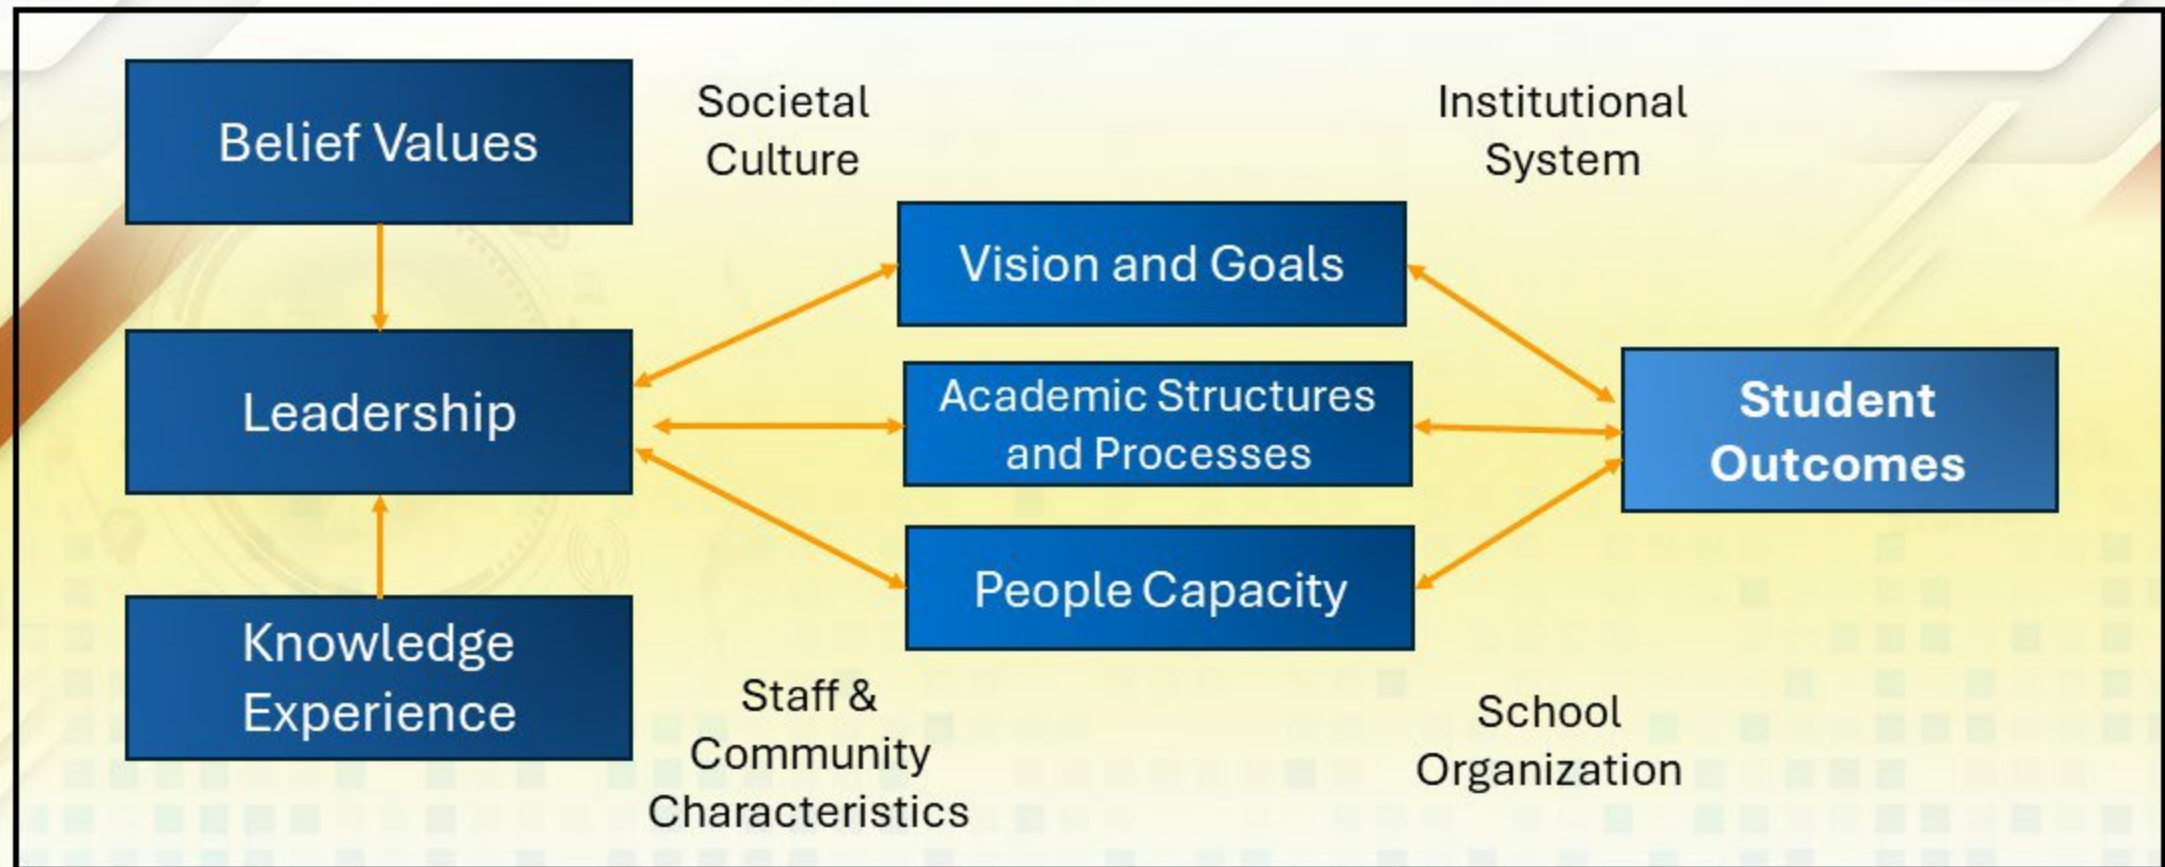 Belief Values
Societal
Culture
Institutional
System
Vision and Goals
Leadership
Academic Structures
and Processes
Student
Outcomes
People Capacity
Knowledge
Experience
Staff &
Community
Characteristics
School
Organization